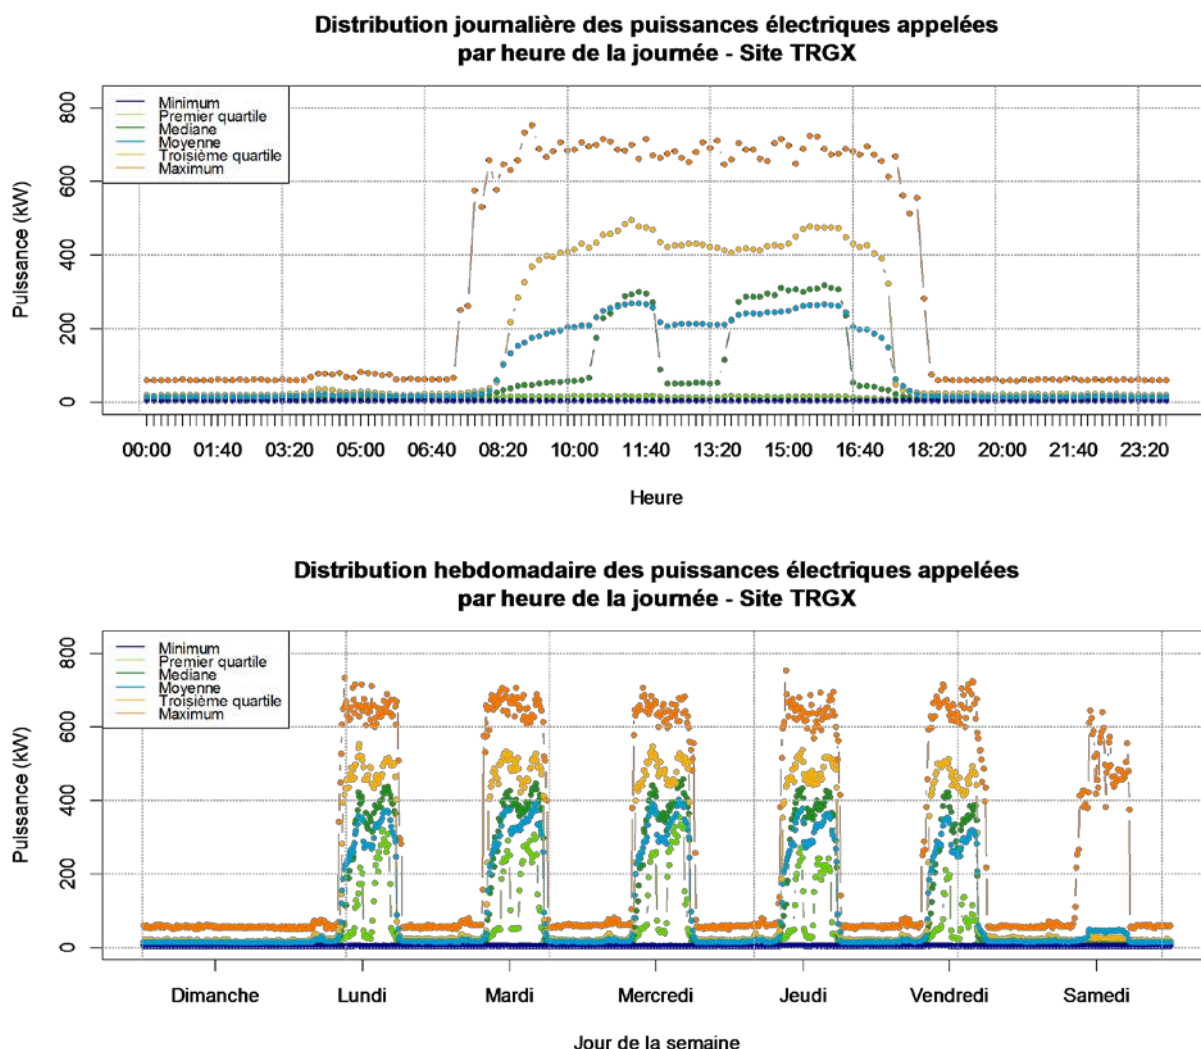 Distribution journalière des puissances électriques appelées
par heure de la journée - Site TRGX
Minimum
Premier quartile
Mediane
Moyenne
Troisième quartile
Maximum
Puissance (kW)
800
600
400
200
0
00:00 01:40 03:20 05:00 06:40 08:20 10:00 11:40 13:20 15:00 16:40 18:20 20:00 21:40 23:20
Heure
Distribution hebdomadaire des puissances électriques appelées
par heure de la journée - Site TRGX
Minimum
Premier quartile
Mediane
Moyenne
Troisième quartile
Maximum
Puissance (kW)
800
600
400
200
0
Dimanche Lundi Mardi Mercredi Jeudi Vendredi Samedi
Jour de la semaine